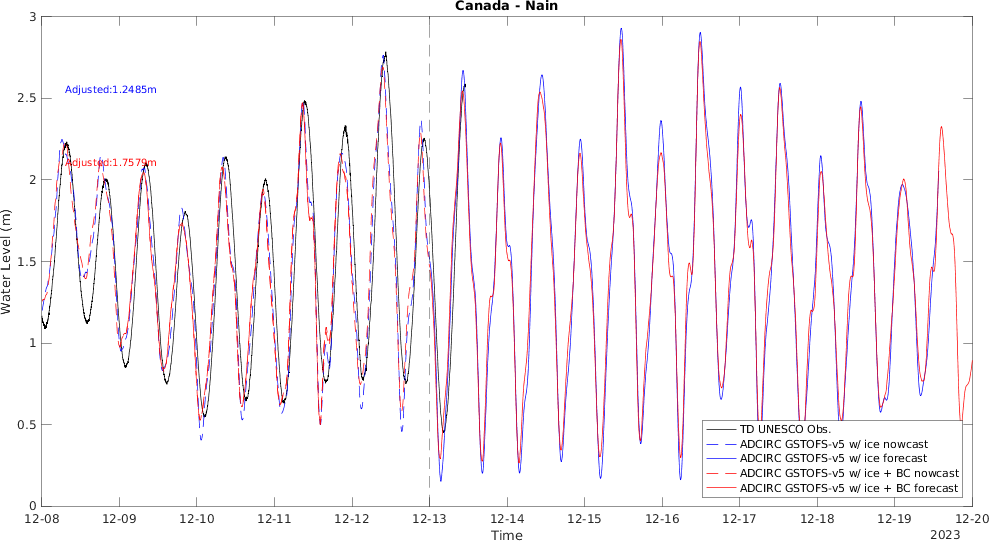 Canada - Nain
3
2.5
2
1.5
1
0.5
0
Water Level (m)
Adjusted:1.2485m
Adjusted:1.7579m
TD UNESCO Obs.
ADCIRC GSTOFS-v5 w/ ice nowcast
ADCIRC GSTOFS-v5 w/ ice forecast
ADCIRC GSTOFS-v5 w/ ice + BC nowcast
ADCIRC GSTOFS-v5 w/ ice + BC forecast
12-08 12-09 12-10 12-11 12-12 12-13 12-14 12-15 12-16 12-17 12-18 12-19 12-20
Time
2023